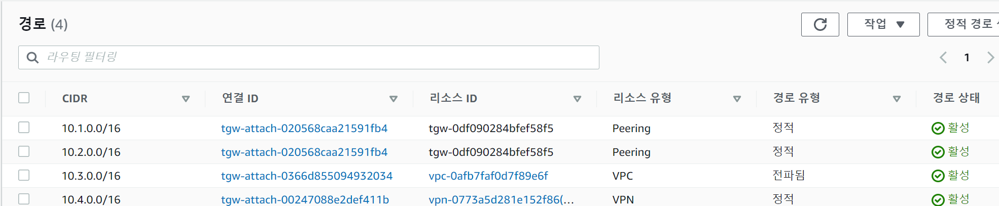 경로 (4)
작업
정적 경로
라우팅 필터링
1
CIDR 연결 ID 리소스 ID 리소스 유형 경로 유형 경로 상태
10.1.0.0/16 tgw-attach-020568caa21591fb4 tgw-0df090284bfef58f5 Peering 정적 활성
10.2.0.0/16 tgw-attach-020568caa21591fb4 tgw-0df090284bfef58f5 Peering 정적 활성
10.3.0.0/16 tgw-attach-0366d855094932034 vpc-0afb7faf0d7f89e6f VPC 전파됨 활성
10.4.0.0/16 tgw-attach-00247088e2def411b vpn-0773a5d281e152f86(... VPN 정적 활성